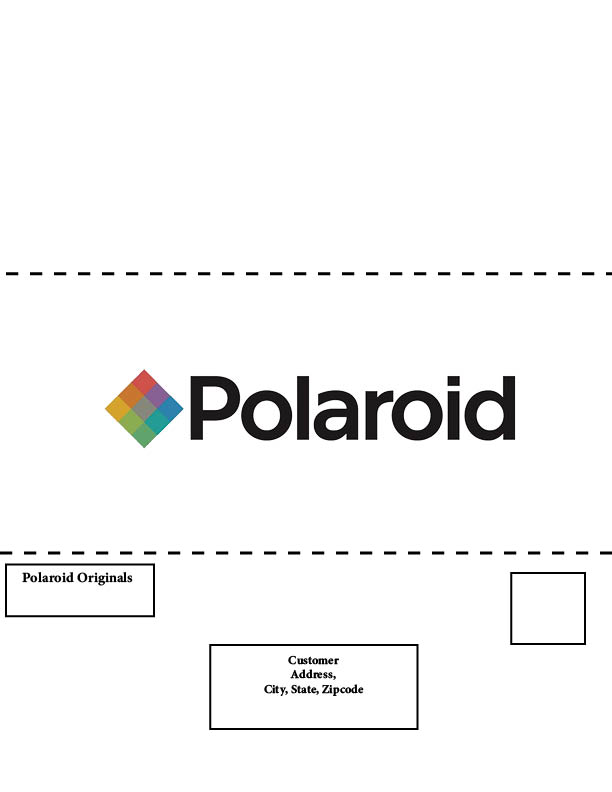 Polaroid
Polaroid Originals
Customer
Address,
City, State, Zipcode